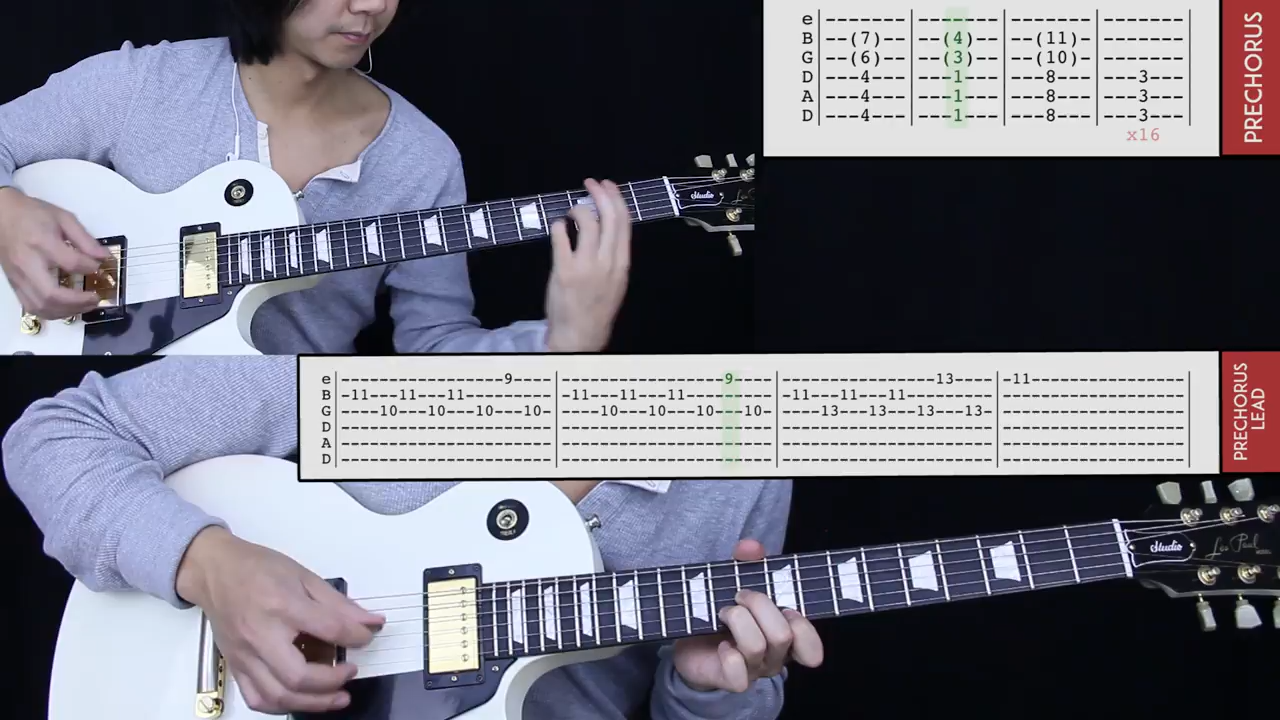 e |-------|-------|-------|-------|
B |--(7)--|--(4)--|--(11)-|-------|
G |--(6)--|--(3)--|--(10)-|-------|
D |---4---|---1---|---8---|---3---|
A |---4---|---1---|---8---|---3---|
D |---4---|---1---|---8---|---3---|
x16
PRECHORUS
Studio
e |-----------------9---|-----------------9---|----------------13---|-11----------------|
B |-11---11---11--------|-11---11---11--------|-11---11---11--------|-------------------|
G |----10---10---10---10-|----10---10---10---10-|----13---13---13---13-|-------------------|
D |---------------------|---------------------|---------------------|-------------------|
A |---------------------|---------------------|---------------------|-------------------|
D |---------------------|---------------------|---------------------|-------------------|
PRECHORUS
LEAD
Studio
Les Paul